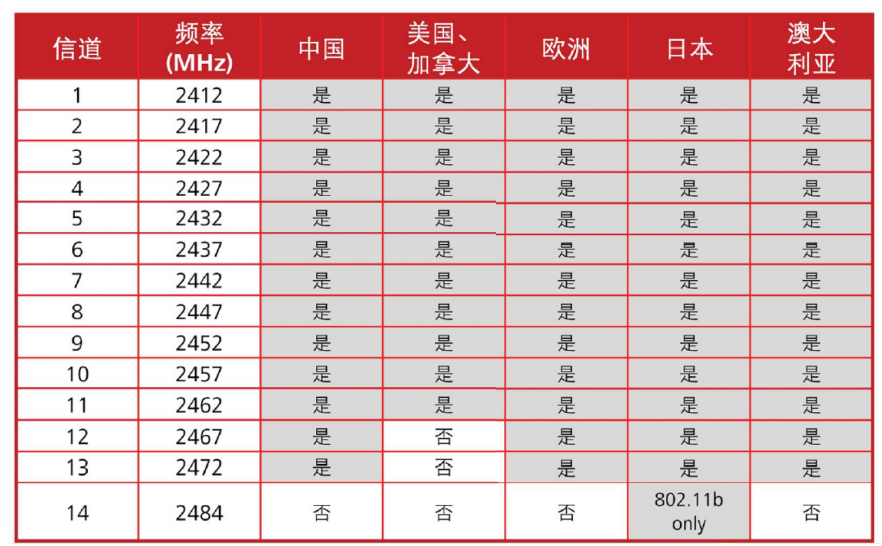 信道 频率 (MHz) 中国 美国、加拿大 欧洲 日本 澳大利亚
1 2412 是 是 是 是 是
2 2417 是 是 是 是 是
3 2422 是 是 是 是 是
4 2427 是 是 是 是 是
5 2432 是 是 是 是 是
6 2437 是 是 是 是 是
7 2442 是 是 是 是 是
8 2447 是 是 是 是 是
9 2452 是 是 是 是 是
10 2457 是 是 是 是 是
11 2462 是 是 是 是 是
12 2467 是 否 是 是 是
13 2472 是 否 是 是 是
14 2484 否 否 否 802.11b only 否